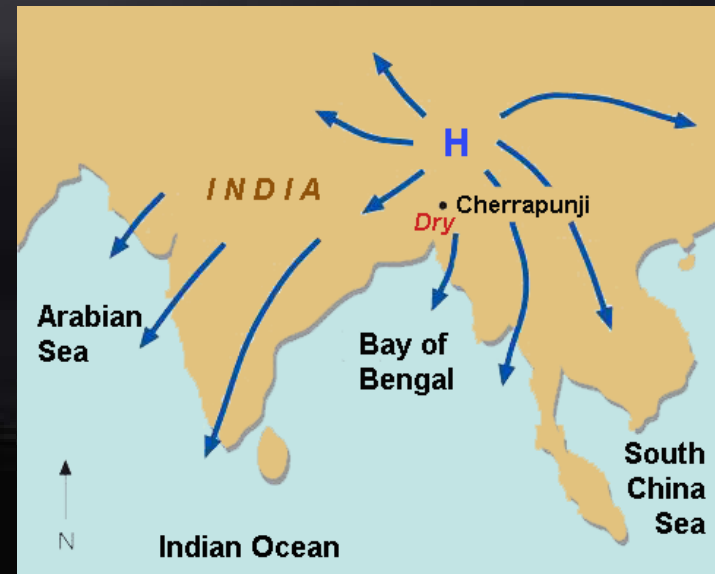 H
INDIA
Cherrapunji
Dry
Arabian
Sea
Bay of
Bengal
South
China
Sea
N
Indian Ocean